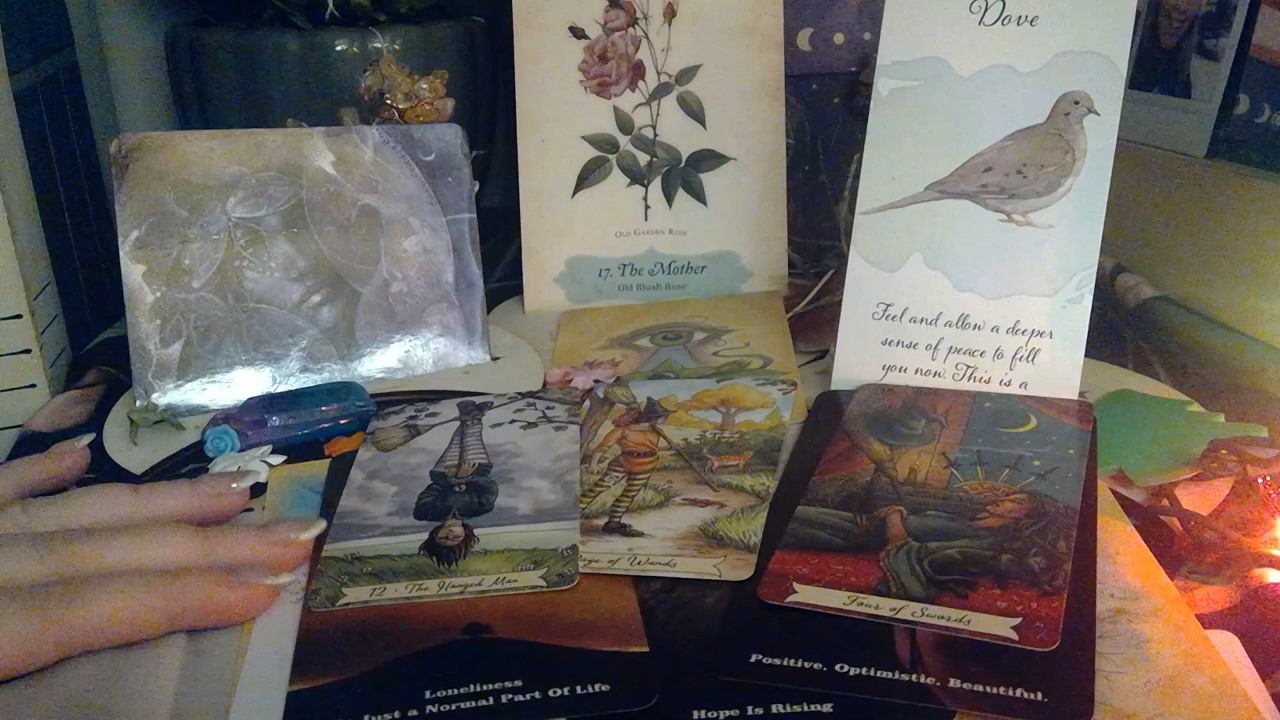 Dove
OLD GARDEN ROSE
17. The Mother
Old Blush Rose
Feel and allow a deeper
sense of peace to fill
you now. This is a
12 · The Hanged Man
of Wands
Four of Swords
Loneliness
Just a Normal Part Of Life
Positive. Optimistic. Beautiful.
Hope Is Rising